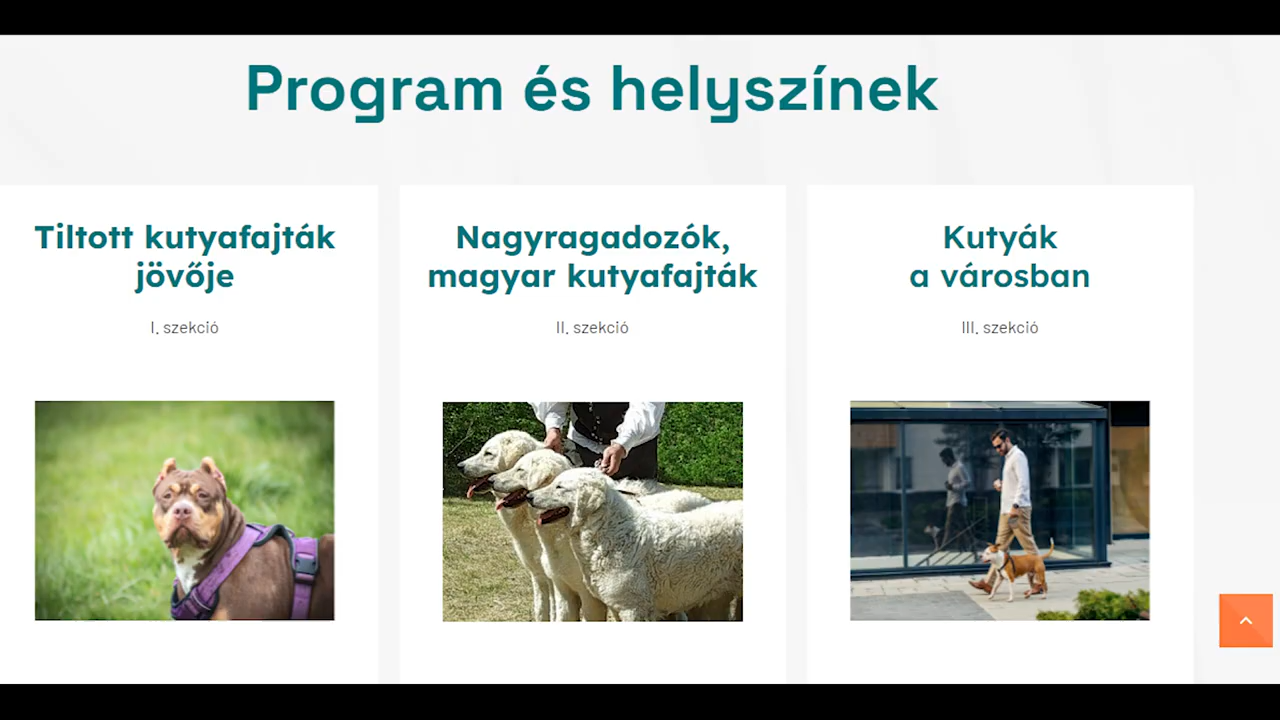 Program és helyszínek
Tiltott kutyafajták
jövője
I. szekció
Nagyragadozók,
magyar kutyafajták
II. szekció
Kutyák
a városban
III. szekció